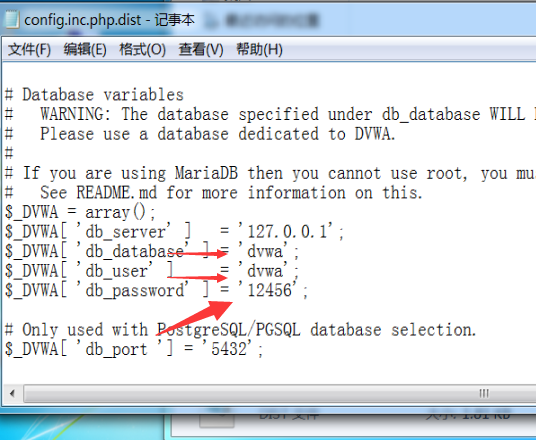 config.inc.php.dist - 记事本
文件(F) 编辑(E) 格式(O) 查看(V) 帮助(H)
# Database variables
#   WARNING: The database specified under db_database WILL
#   Please use a database dedicated to DVWA.
#
# If you are using MariaDB then you cannot use root, you mu
#   See README.md for more information on this.
$_DVWA = array();
$_DVWA[ 'db_server' ]   = '127.0.0.1';
$_DVWA[ 'db_database' ] = 'dvwa';
$_DVWA[ 'db_user' ]     = 'dvwa';
$_DVWA[ 'db_password' ] = '12456';
# Only used with PostgreSQL/PGSQL database selection.
$_DVWA[ 'db_port '] = '5432';